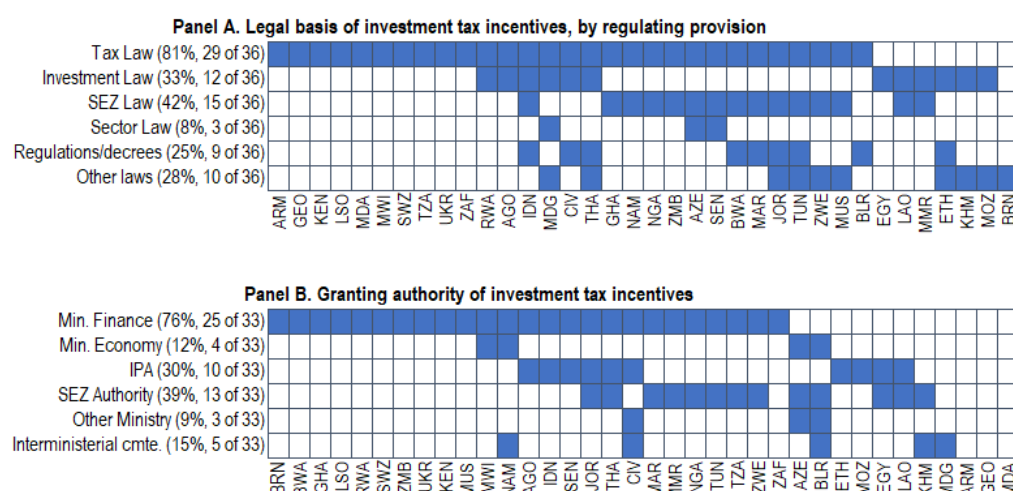 Panel A. Legal basis of investment tax incentives, by regulating provision
Tax Law (81%, 29 of 36)
Investment Law (33%, 12 of 36)
SEZ Law (42%, 15 of 36)
Sector Law (8%, 3 of 36)
Regulations/decrees (25%, 9 of 36)
Other laws (28%, 10 of 36)
ARM GEO KEN LSO MDA MWI SWZ TZA UKR ZAF RWA AGO IDN MDG CIV THA GHA NAM NGA ZMB AZE SEN BWA MAR JOR TUN ZWE MUS BLR EGY LAO MMR ETH KHM MOZ BRN
Panel B. Granting authority of investment tax incentives
Min. Finance (76%, 25 of 33)
Min. Economy (12%, 4 of 33)
IPA (30%, 10 of 33)
SEZ Authority (39%, 13 of 33)
Other Ministry (9%, 3 of 33)
Interministerial cmte. (15%, 5 of 33)
BRN BWA GHA LSO RWA SWZ ZMB UKR KEN MUS MWI NAM AGO IDN SEN JOR THA CIV MAR MMR NGA TUN TZA ZWE ZAF AZE BLR ETH MOZ EGY LAO KHM MDG ARM GEO MDA